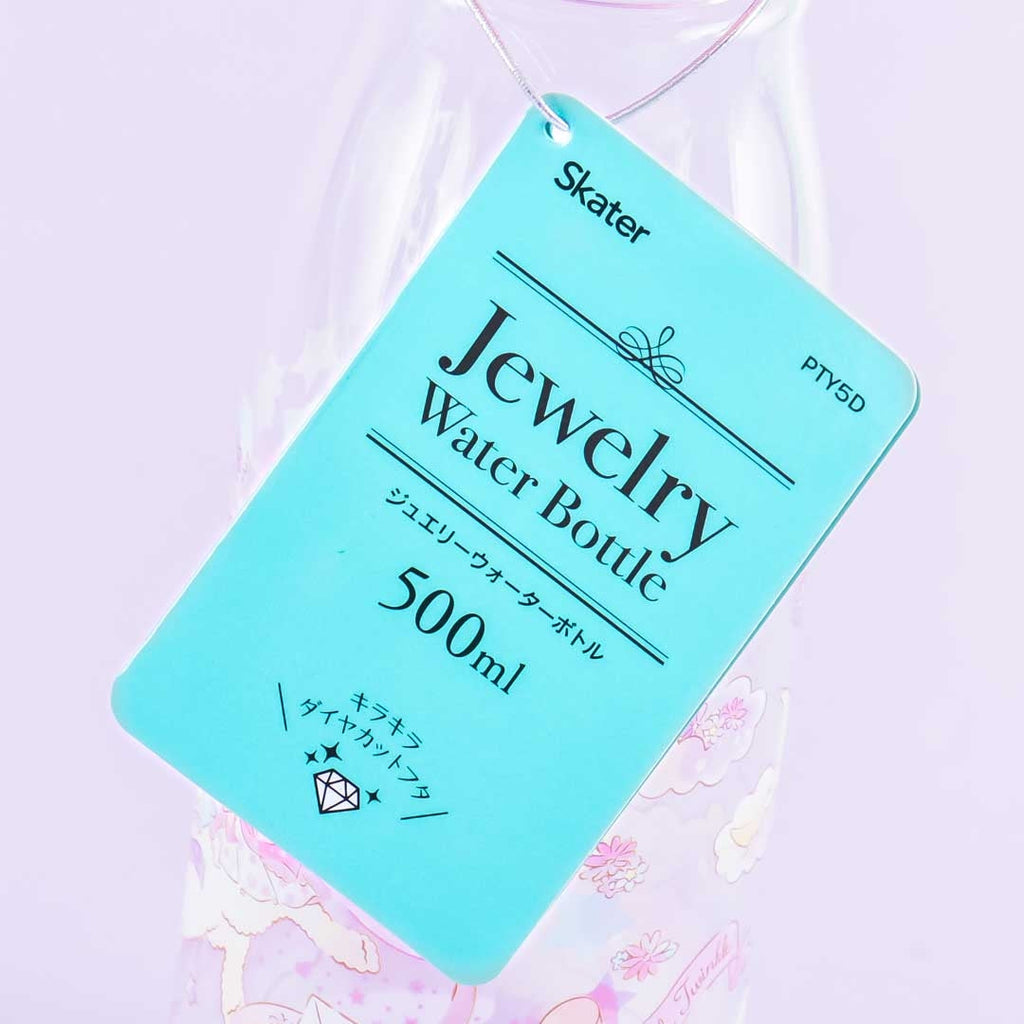 Skater
PTY5D
Jewelry
Water Bottle
ジュエリーウォーターボトル
500ml
キラキラ
ダイヤカットフタ
Twinkle